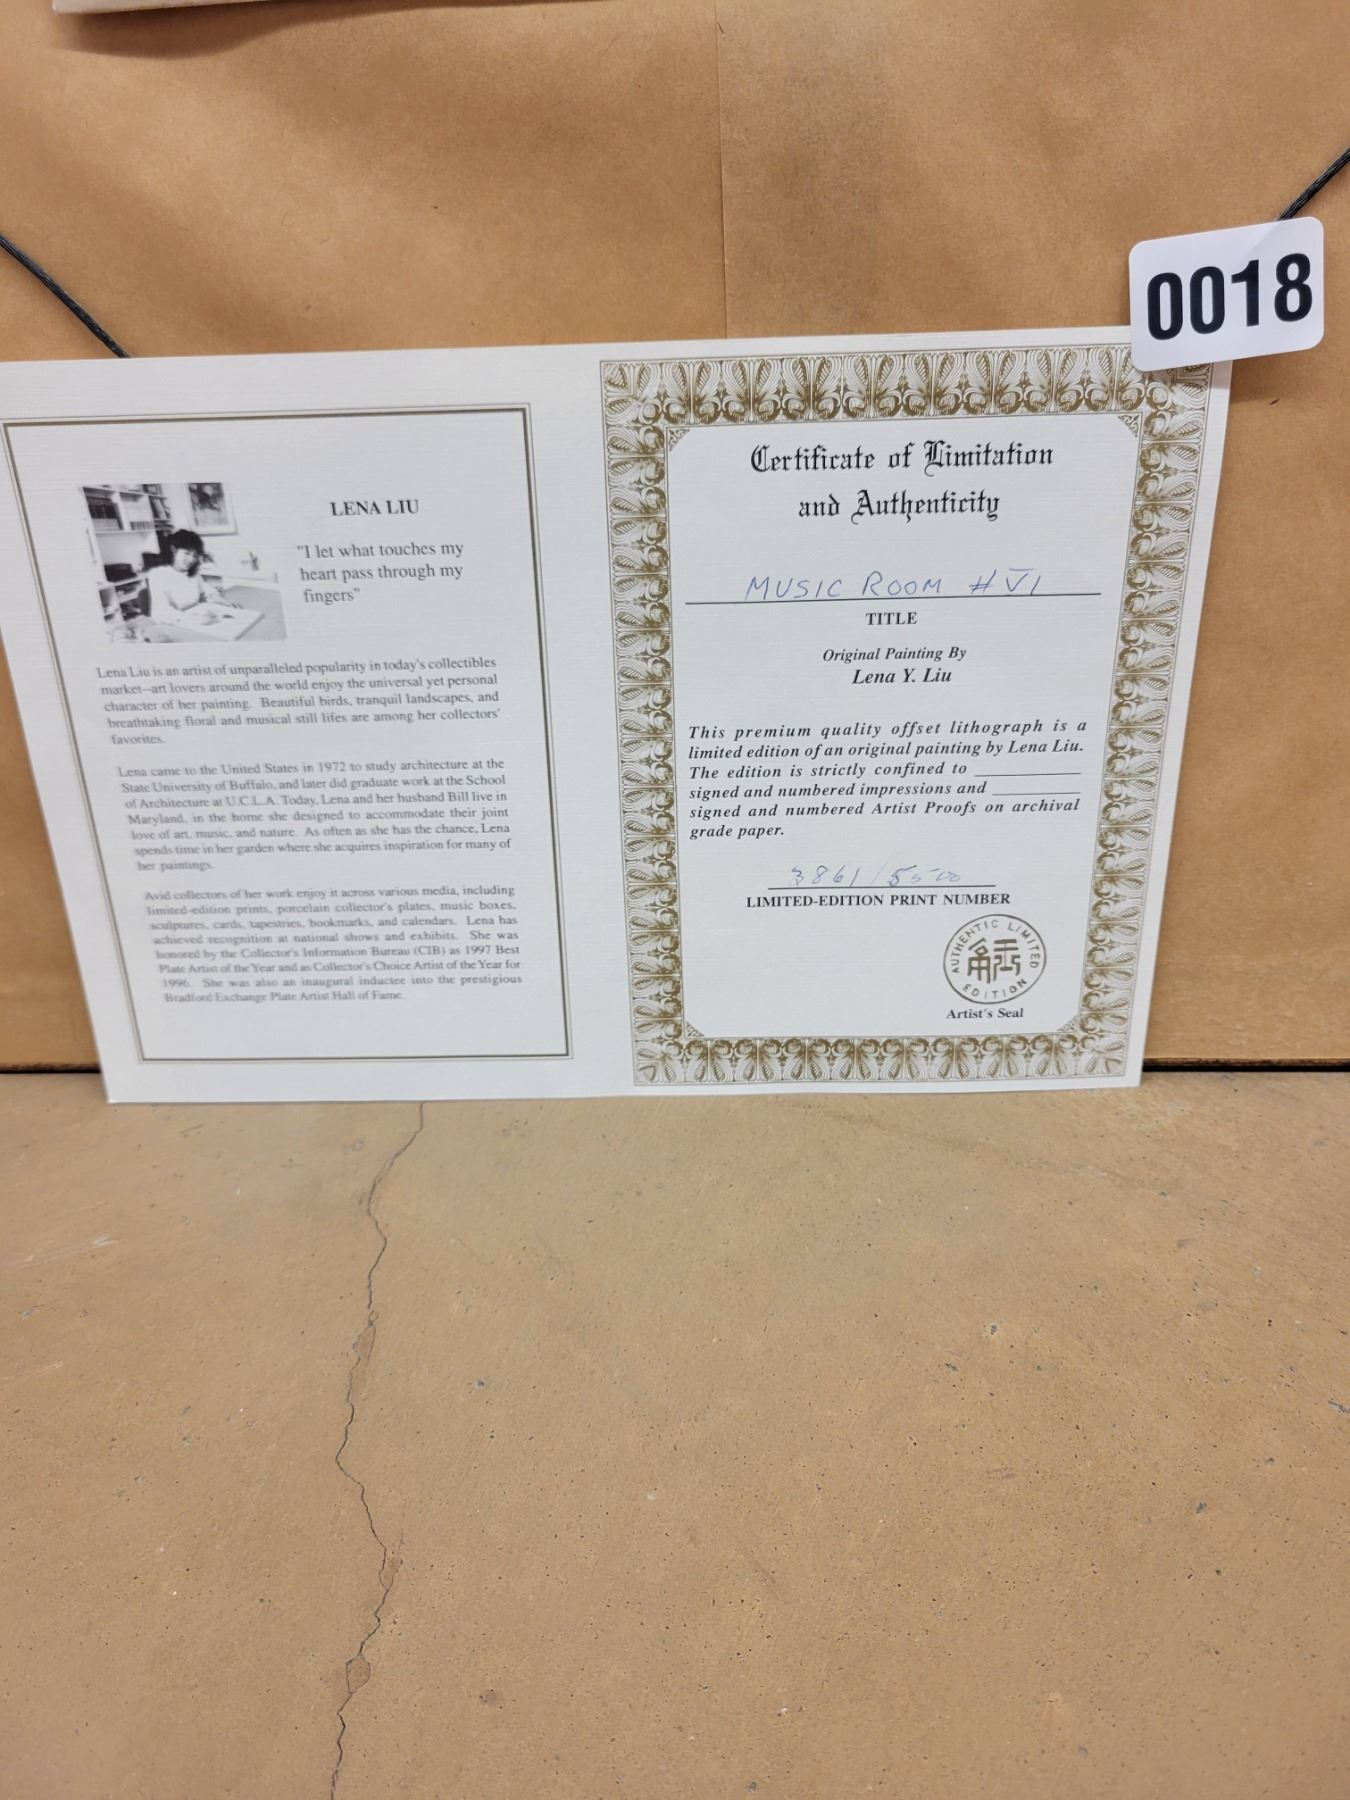 0018
LENA LIU
"I let what touches my
heart pass through my
fingers"
Lena Liu is an artist of unparalleled popularity in today's collectibles
market--art lovers around the world enjoy the universal yet personal
character of her painting. Beautiful birds, tranquil landscapes, and
breathtaking floral and musical still lifes are among her collectors'
favorites.
Lena came to the United States in 1972 to study architecture at the
State University of Buffalo, and later did graduate work at the School
of Architecture at U.C.L.A. Today, Lena and her husband Bill live in
Maryland, in the home she designed to accommodate their joint
love of art, music, and nature. As often as she has the chance, Lena
spends time in her garden where she acquires inspiration for many of
her paintings.
Avid collectors of her work enjoy it across various media, including
limited-edition prints, porcelain collector's plates, music boxes,
sculptures, cards, tapestries, bookmarks, and calendars. Lena has
achieved recognition at national shows and exhibits. She was
honored by the Collector's Information Bureau (CIB) as 1997 Best
Plate Artist of the Year and as Collector's Choice Artist of the Year for
1996. She was also an inaugural inductee into the prestigious
Bradford Exchange Plate Artist Hall of Fame.
Certificate of Limitation
and Authenticity
MUSIC ROOM # VI
TITLE
Original Painting By
Lena Y. Liu
This premium quality offset lithograph is a
limited edition of an original painting by Lena Liu.
The edition is strictly confined to
signed and numbered impressions and
signed and numbered Artist Proofs on archival
grade paper.
3861/5500
LIMITED-EDITION PRINT NUMBER
AUTHENTIC LIMITED
EDITION
Artist's Seal